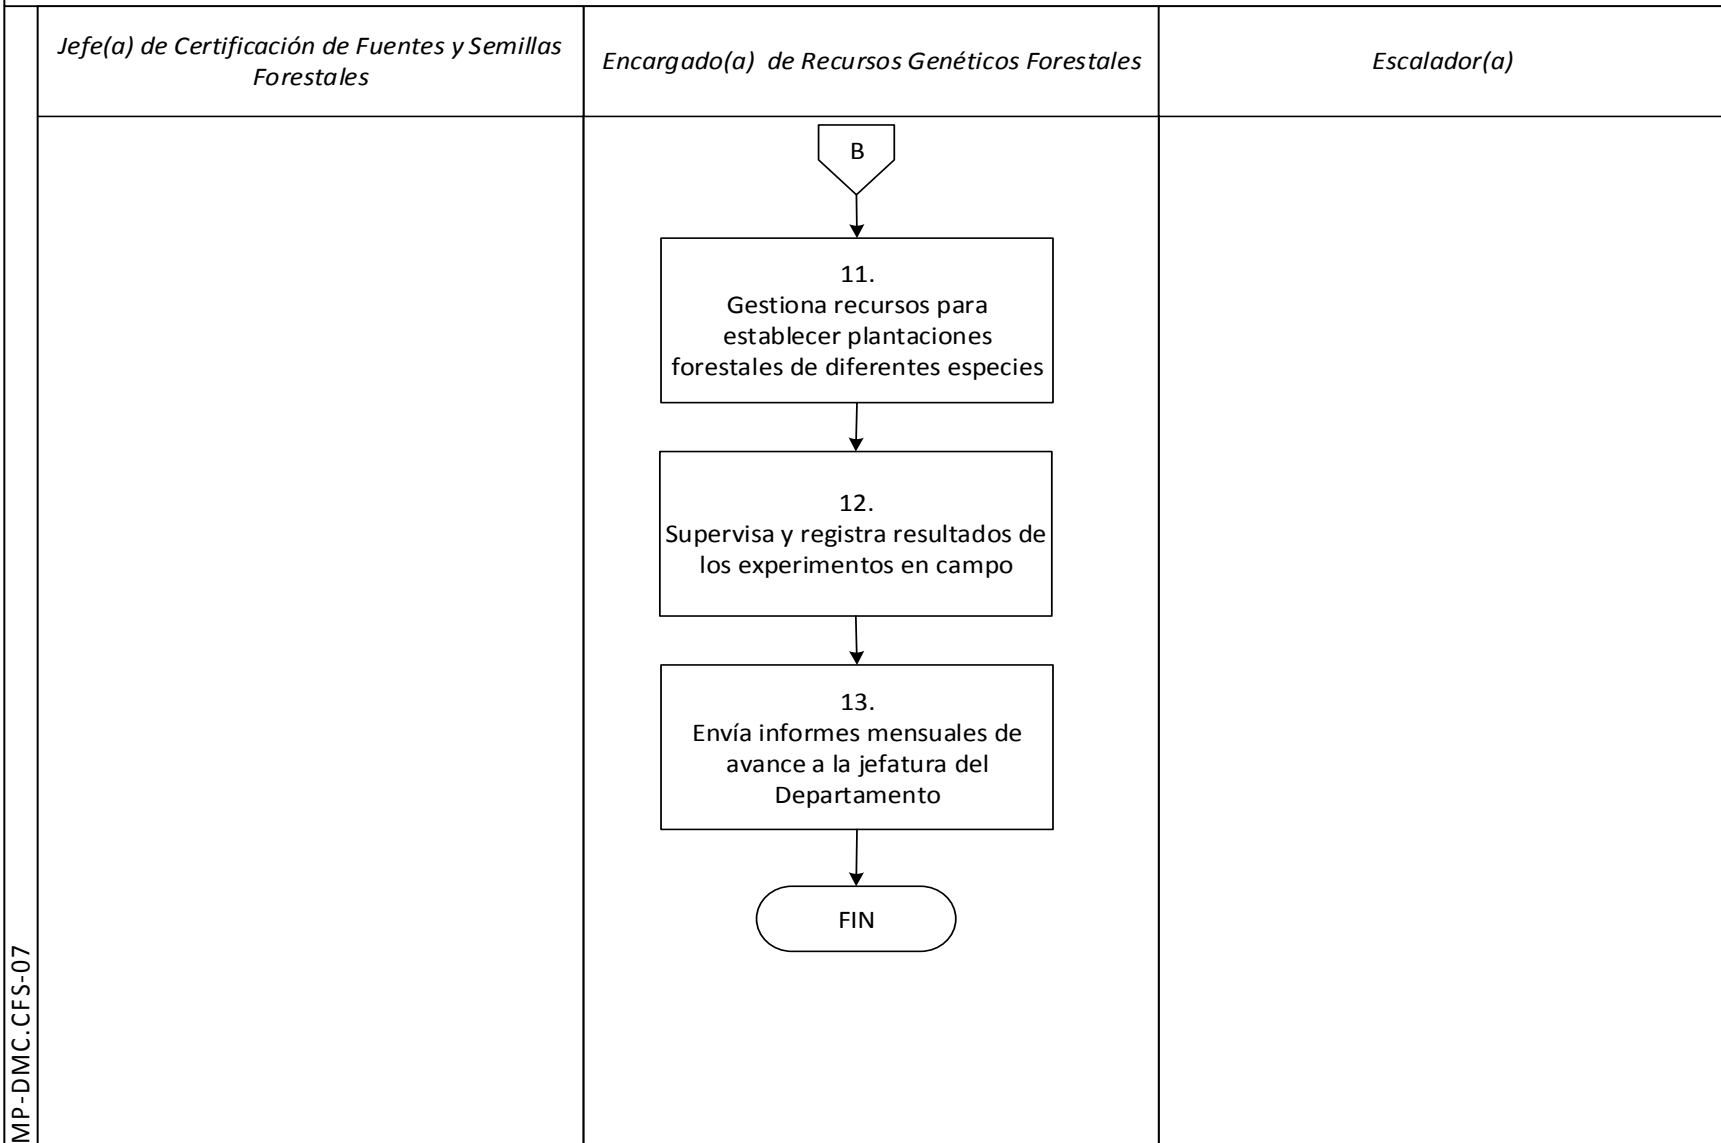 Jefe(a) de Certificación de Fuentes y Semillas
Forestales
Encargado(a) de Recursos Genéticos Forestales
Escalador(a)
B
11.
Gestiona recursos para
establecer plantaciones
forestales de diferentes especies
12.
Supervisa y registra resultados de
los experimentos en campo
13.
Envía informes mensuales de
avance a la jefatura del
Departamento
FIN
MP-DMC.CFS-07